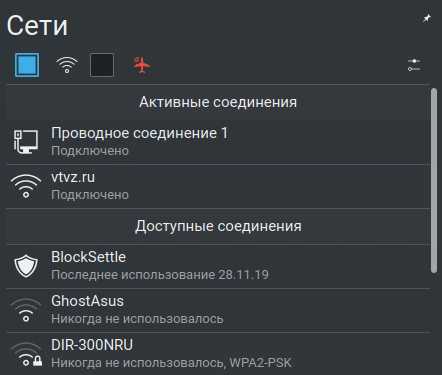 Сети
Активные соединения
Проводное соединение 1
Подключено
vtvz.ru
Подключено
Доступные соединения
BlockSettle
Последнее использование 28.11.19
GhostAsus
Никогда не использовалось
DIR-300NRU
Никогда не использовалось, WPA2-PSK